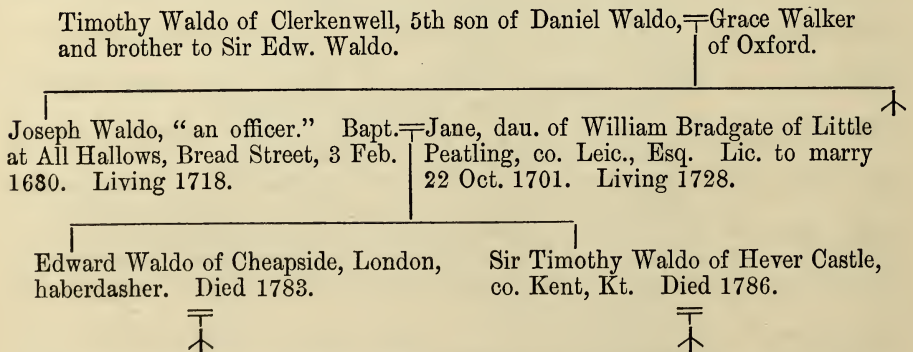 Timothy Waldo of Clerkenwell, 5th son of Daniel Waldo,
and brother to Sir Edw. Waldo.
Grace Walker
of Oxford.
Joseph Waldo, “ an officer.” Bapt.
at All Hallows, Bread Street, 3 Feb.
1680. Living 1718.
Jane, dau. of William Bradgate of Little
Peatling, co. Leic., Esq. Lic. to marry
22 Oct. 1701. Living 1728.
Edward Waldo of Cheapside, London,
haberdasher. Died 1783.
Sir Timothy Waldo of Hever Castle,
co. Kent, Kt. Died 1786.